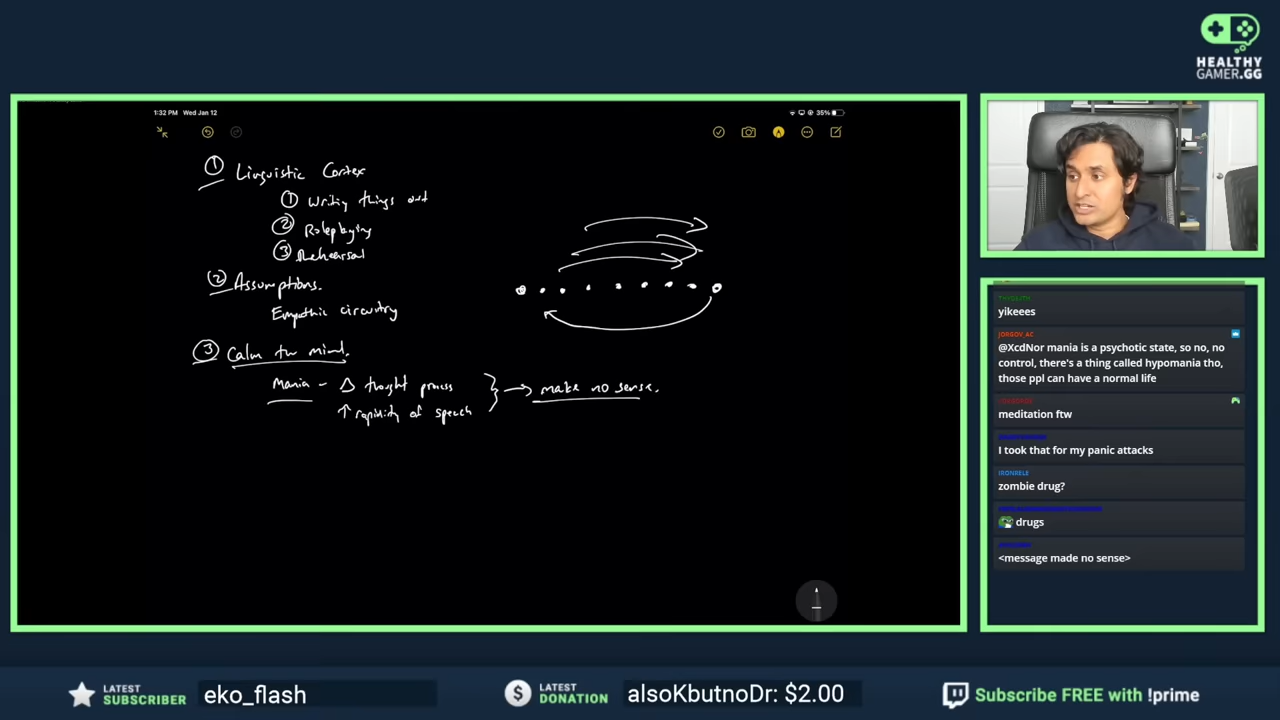 HEALTHY
GAMER.GG
1:32 PM Wed Jan 12
35%
① Linguistic Cortex
① Writing things out
② Roleplaying
③ Rehearsal
② Assumptions.
Empathic circuitry
③ Calm the mind.
Mania - Δ thought process
↑ rapidity of speech
→ make no sense.
yikeees
JORGOV_AC
@XcdNor mania is a psychotic state, so no, no
control, there's a thing called hypomania tho,
those ppl can have a normal life
meditation ftw
I took that for my panic attacks
IRONRELS
zombie drug?
drugs
<message made no sense>
LATEST
SUBSCRIBER
eko_flash
$
LATEST
DONATION
alsoKbutnoDr: $2.00
Subscribe FREE with !prime